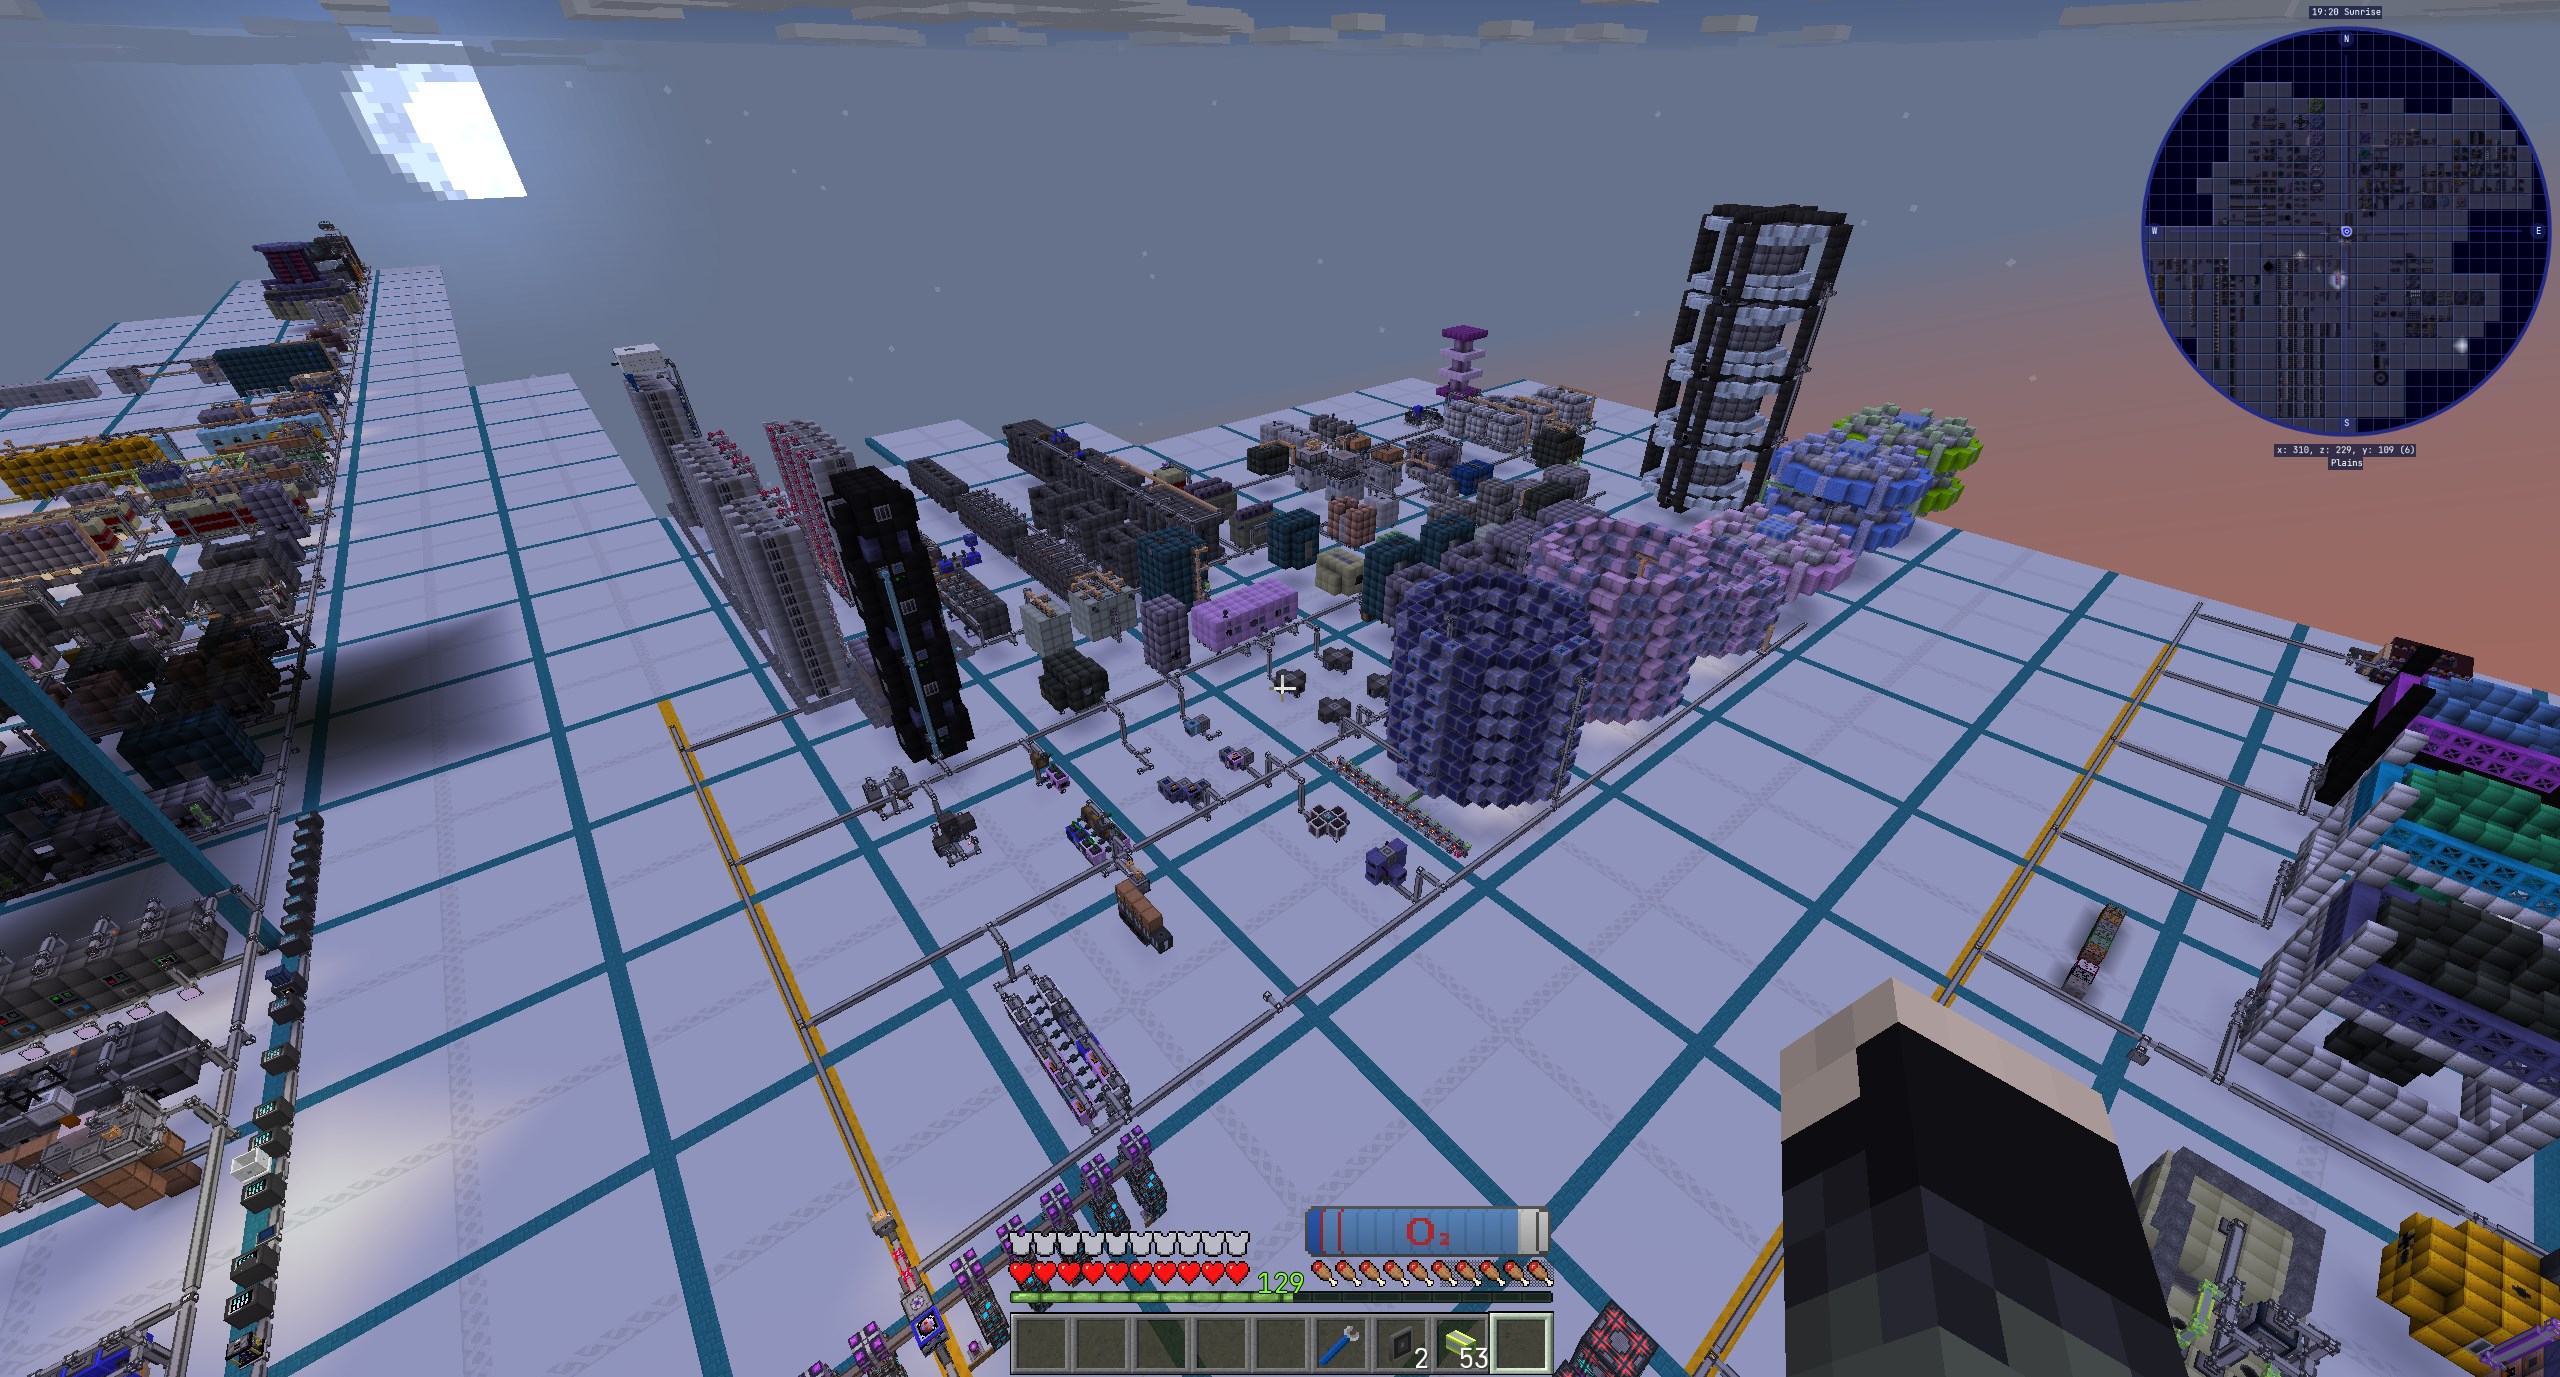 19:20 Sunrise
N
W
E
S
x: 310, z: 229, y: 109 (6)
Plains
O₂
129
2
53